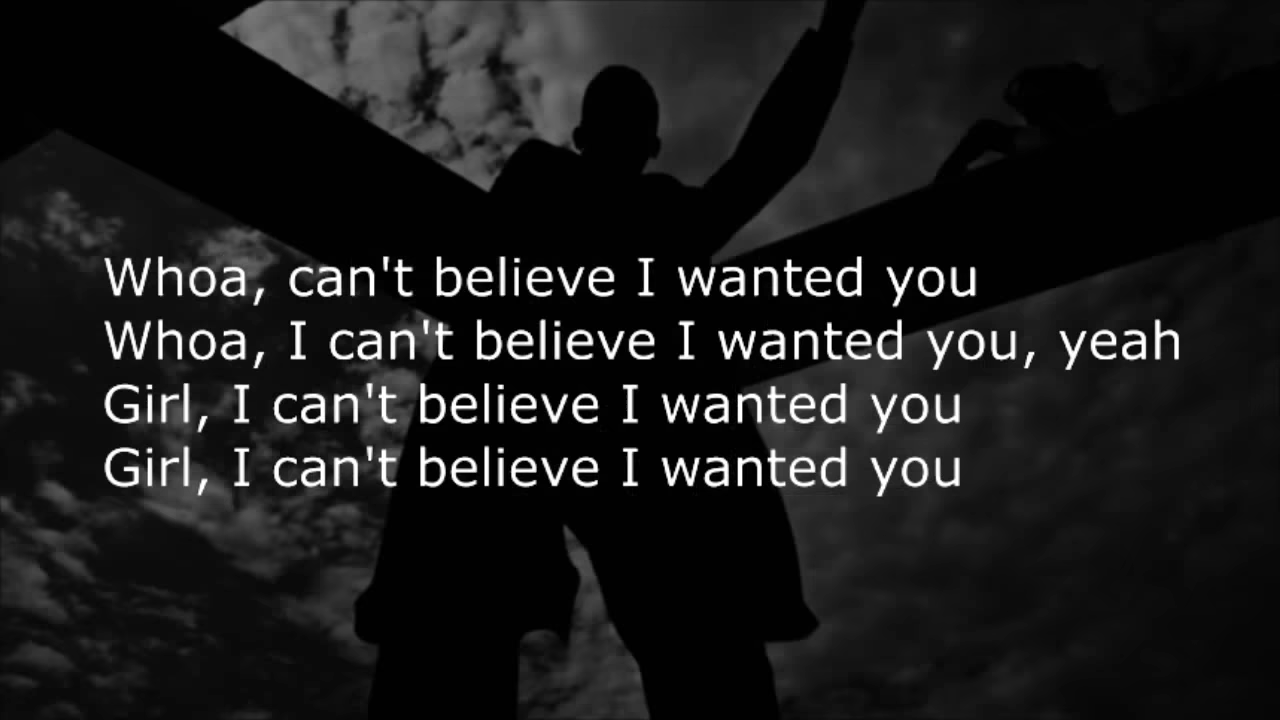 Whoa, can't believe I wanted you
Whoa, I can't believe I wanted you, yeah
Girl, I can't believe I wanted you
Girl, I can't believe I wanted you